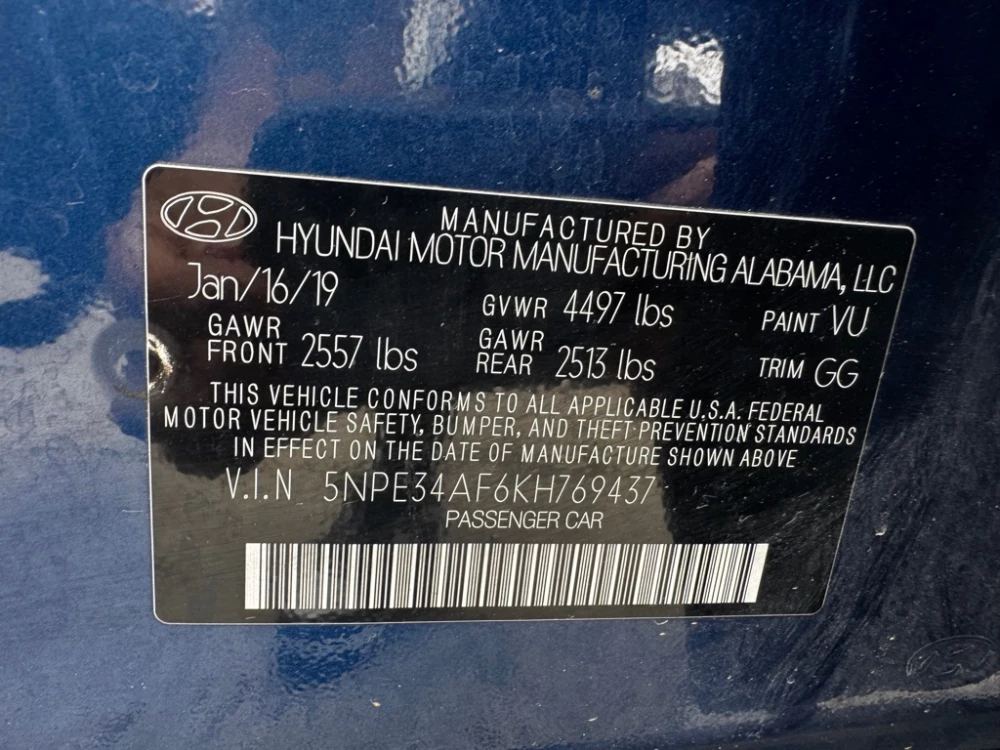 MANUFACTURED BY
HYUNDAI MOTOR MANUFACTURING ALABAMA, LLC
Jan/16/19 GVWR 4497 lbs PAINT VU
GAWR FRONT 2557 lbs GAWR REAR 2513 lbs TRIM GG
THIS VEHICLE CONFORMS TO ALL APPLICABLE U.S.A. FEDERAL
MOTOR VEHICLE SAFETY, BUMPER, AND THEFT PREVENTION STANDARDS
IN EFFECT ON THE DATE OF MANUFACTURE SHOWN ABOVE
V.I.N 5NPE34AF6KH769437
PASSENGER CAR